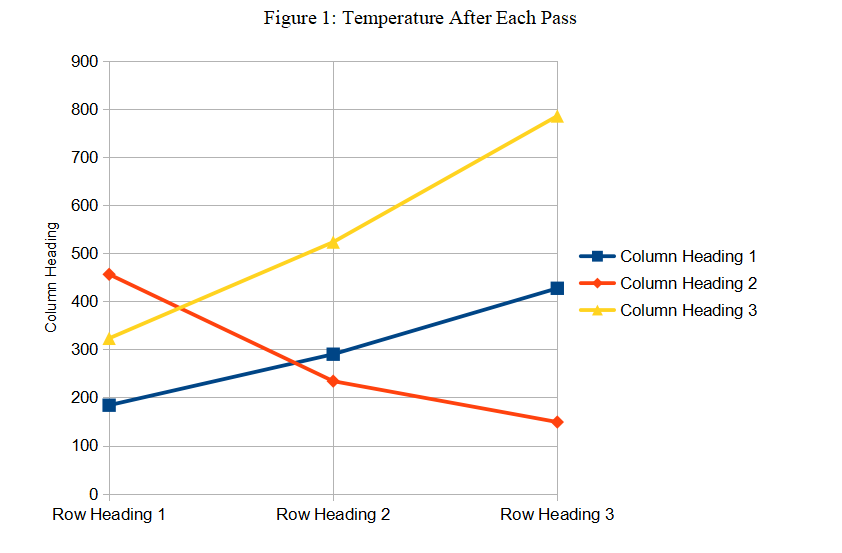 Figure 1: Temperature After Each Pass
900
800
700
600
500
400
300
200
100
0
Column Heading
Row Heading 1
Row Heading 2
Row Heading 3
Column Heading 1
Column Heading 2
Column Heading 3